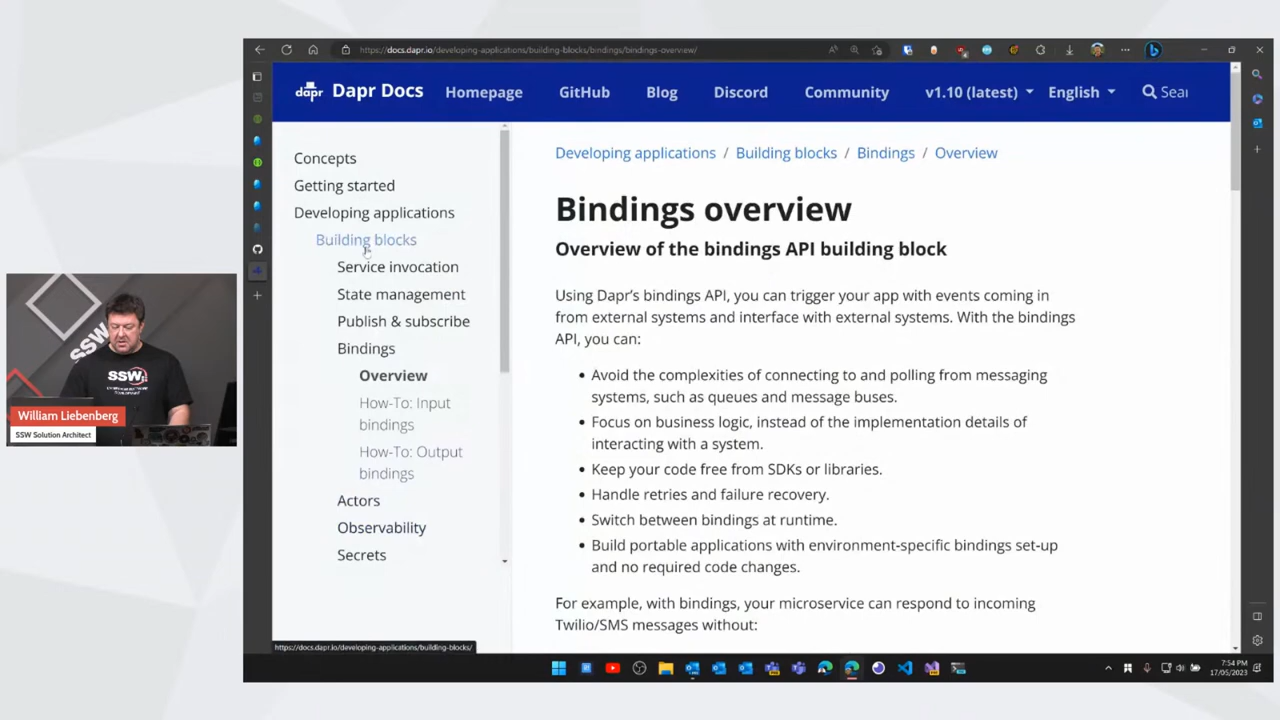 https://docs.dapr.io/developing-applications/building-blocks/bindings/bindings-overview/
dapr
Dapr Docs
Homepage
GitHub
Blog
Discord
Community
v1.10 (latest)
English
Sear
Concepts
Getting started
Developing applications
Building blocks
Service invocation
State management
Publish & subscribe
Bindings
Overview
How-To: Input
bindings
How-To: Output
bindings
Actors
Observability
Secrets
https://docs.dapr.io/developing-applications/building-blocks/
Developing applications / Building blocks / Bindings / Overview
Bindings overview
Overview of the bindings API building block
Using Dapr’s bindings API, you can trigger your app with events coming in
from external systems and interface with external systems. With the bindings
API, you can:
• Avoid the complexities of connecting to and polling from messaging
systems, such as queues and message buses.
• Focus on business logic, instead of the implementation details of
interacting with a system.
• Keep your code free from SDKs or libraries.
• Handle retries and failure recovery.
• Switch between bindings at runtime.
• Build portable applications with environment-specific bindings set-up
and no required code changes.
For example, with bindings, your microservice can respond to incoming
Twilio/SMS messages without:
SSW
SSW
William Liebenberg
SSW Solution Architect
7:54 PM
17/05/2023